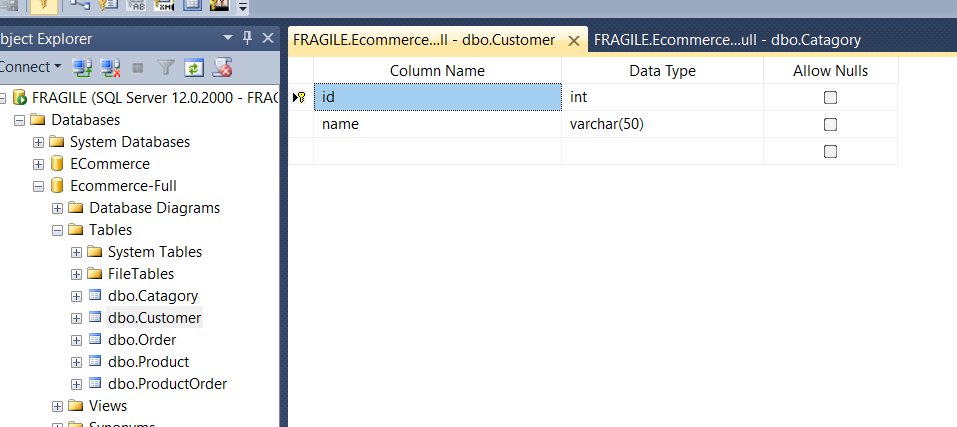 bject Explorer
Connect
FRAGILE (SQL Server 12.0.2000 - FRAG
Databases
System Databases
ECommerce
Ecommerce-Full
Database Diagrams
Tables
System Tables
FileTables
dbo.Catagory
dbo.Customer
dbo.Order
dbo.Product
dbo.ProductOrder
Views
Synonyms
FRAGILE.Ecommerce...ll - dbo.Customer
FRAGILE.Ecommerce...ull - dbo.Catagory
Column Name Data Type Allow Nulls
id int
name varchar(50)